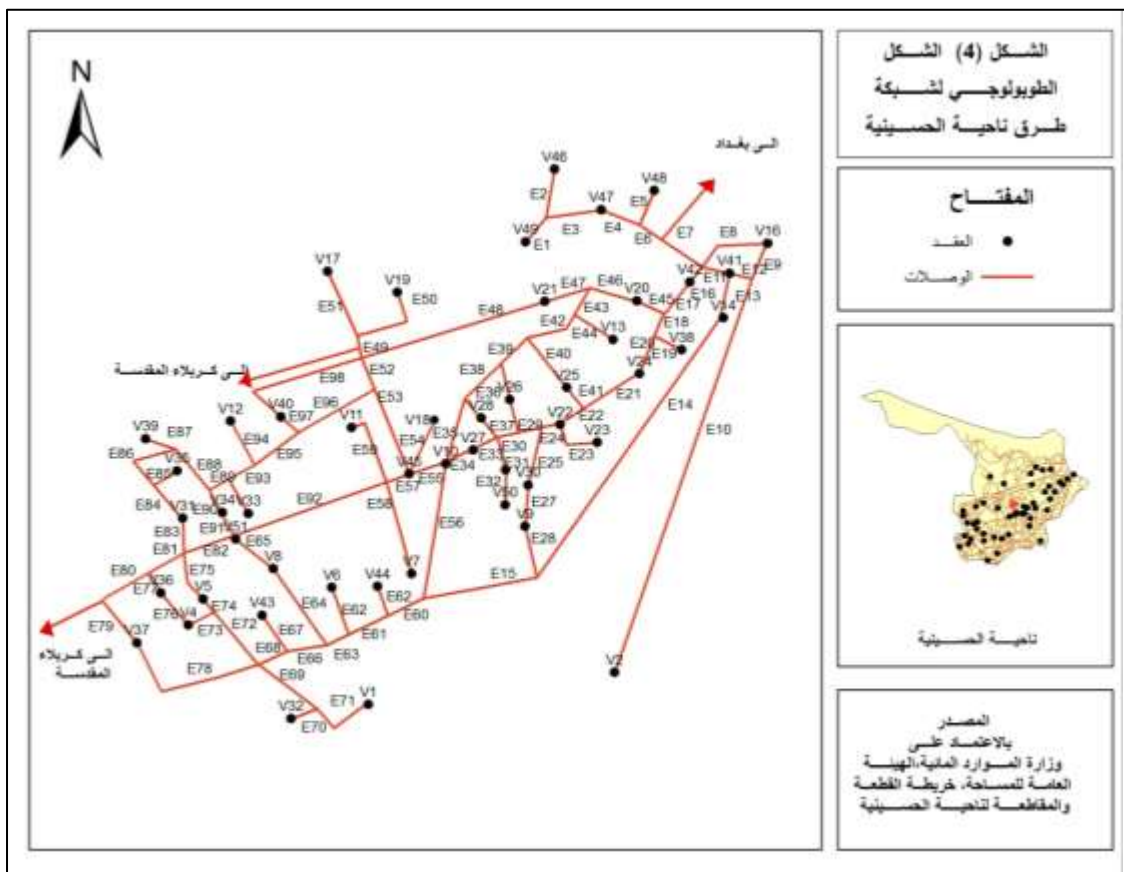 الشكل (4) الشكل
الطوبولوجي لشبكة
طرق ناحية الحسينية
المفتاح
العقد
الوصلات
ناحية الحسينية
المصدر
بالاعتماد على
وزارة الموارد المائية،الهيئة
العامة للمساحة، خريطة القطعة
والمقاطعة لناحية الحسينية
N
الى بغداد
V46
V48
E2
V47
E5
E3
E4
V49
E1
E6
E7
E8
V16
V17
V19
E51
E50
E47
E46
V42
V41
E11
E12
E9
V21
V20
E45
E16
E17
E13
E48
E43
E18
V14
E42
E44
V13
E20
V38
E19
E49
E39
E52
E98
الى كربلاء المقدسة
E38
E40
V24
E14
E53
E96
E36
V26
V25
E41
E21
E10
V40
E97
V12
V11
V18
V28
E37
V22
E22
E29
E24
V23
E23
V39
E87
E94
E95
E59
E54
E35
V27
E30
E33
E34
V10
E86
V35
E85
E88
E89
E93
E55
E57
E31
E25
E32
V30
E84
E92
E58
V50
E27
V31
E90
V34
V33
E56
V9
E83
E91
V51
E65
E28
E81
E82
V8
E80
E75
V7
E15
V36
E77
V5
E64
V6
V44
E76
V4
E74
E73
V43
E72
E62
E62
E60
E79
V37
E67
E61
E68
E66
E63
V2
الى كربلاء
المقدسة
E78
E69
V1
E71
V32
E70